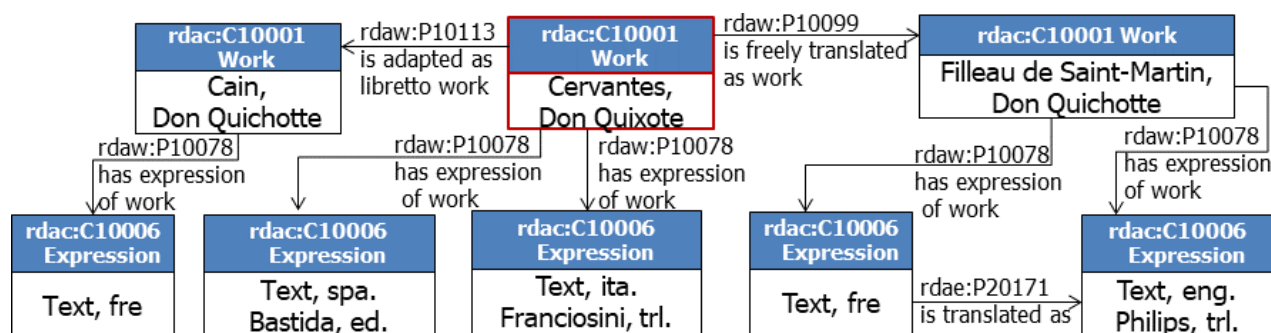 rdac:C10001
Work
Cain,
Don Quichotte
rdaw:P10113
is adapted as
libretto work
rdac:C10001
Work
Cervantes,
Don Quixote
rdaw:P10099
is freely translated
as work
rdac:C10001 Work
Filleau de Saint-Martin,
Don Quichotte
rdaw:P10078
has expression
of work
rdaw:P10078
has expression
of work
rdaw:P10078
has expression
of work
rdaw:P10078
has expression
of work
rdaw:P10078
has expression
of work
rdac:C10006
Expression
Text, fre
rdac:C10006
Expression
Text, spa.
Bastida, ed.
rdac:C10006
Expression
Text, ita.
Franciosini, trl.
rdac:C10006
Expression
Text, fre
rdae:P20171
is translated as
rdac:C10006
Expression
Text, eng.
Philips, trl.